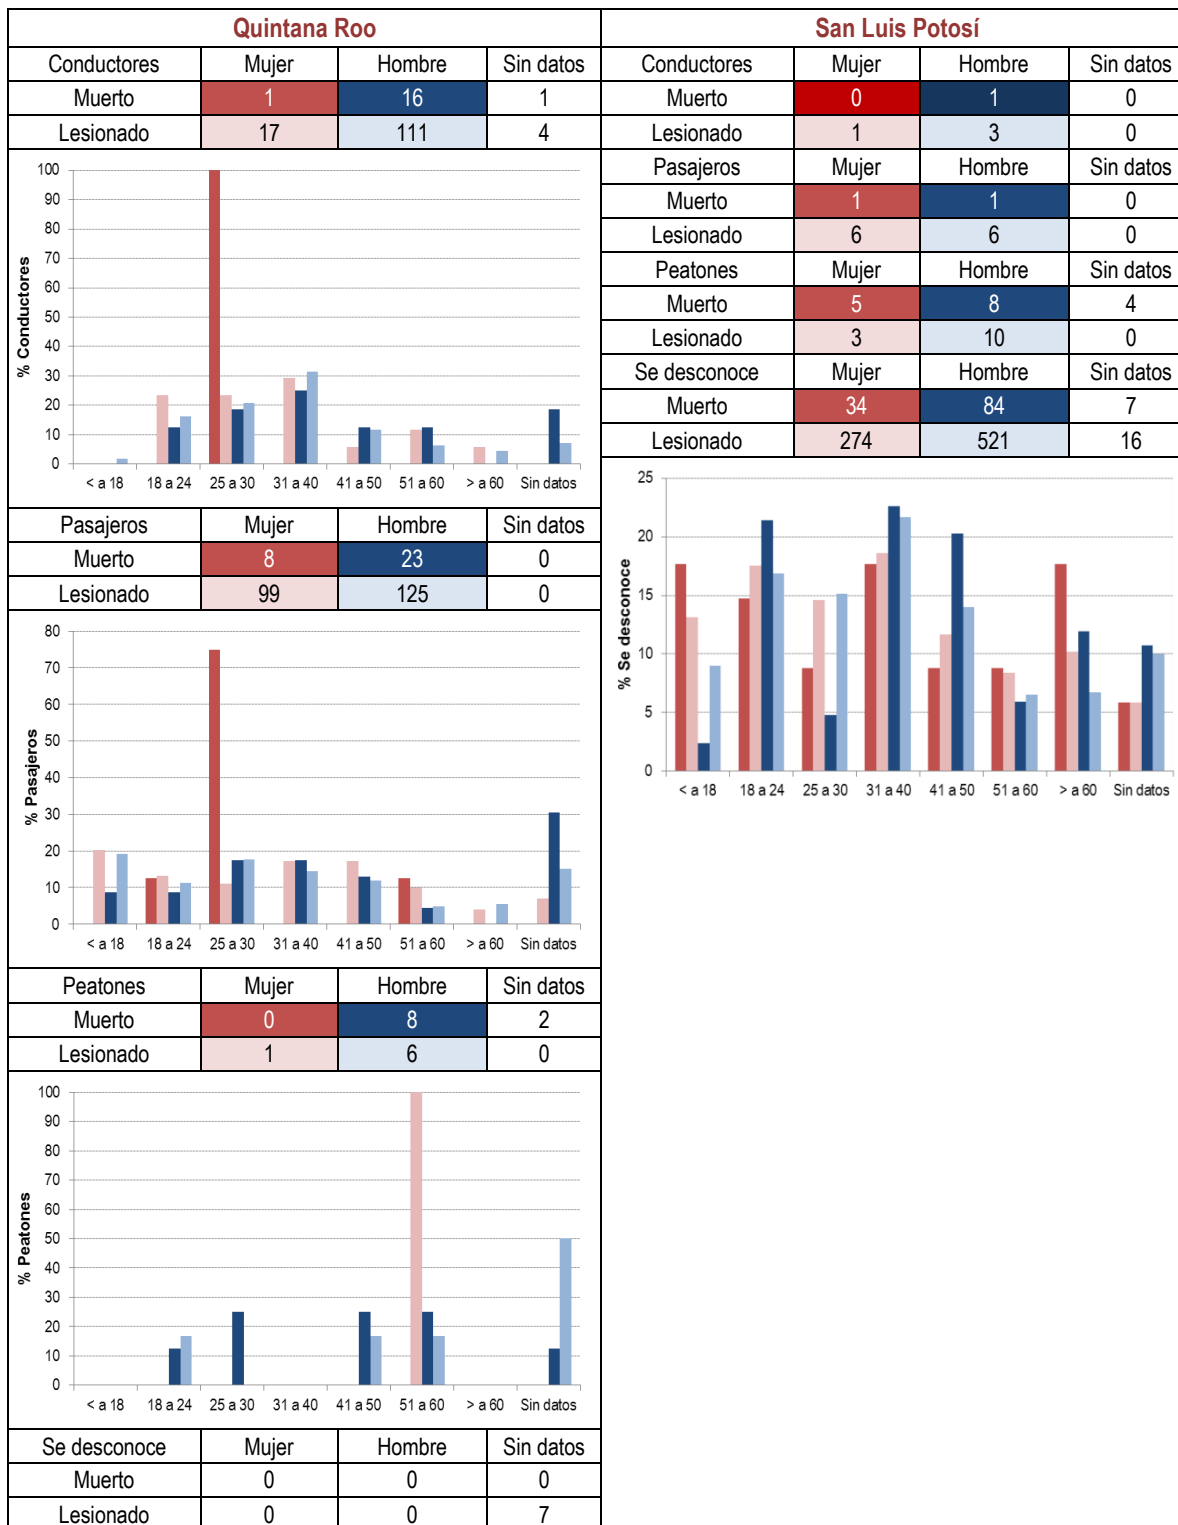 Quintana Roo
Conductores Mujer Hombre Sin datos
Muerto 1 16 1
Lesionado 17 111 4
100
90
80
70
60
50
40
30
20
10
0
% Conductores
< a 18 18 a 24 25 a 30 31 a 40 41 a 50 51 a 60 > a 60 Sin datos
Pasajeros Mujer Hombre Sin datos
Muerto 8 23 0
Lesionado 99 125 0
80
70
60
50
40
30
20
10
0
% Pasajeros
< a 18 18 a 24 25 a 30 31 a 40 41 a 50 51 a 60 > a 60 Sin datos
Peatones Mujer Hombre Sin datos
Muerto 0 8 2
Lesionado 1 6 0
100
90
80
70
60
50
40
30
20
10
0
% Peatones
< a 18 18 a 24 25 a 30 31 a 40 41 a 50 51 a 60 > a 60 Sin datos
Se desconoce Mujer Hombre Sin datos
Muerto 0 0 0
Lesionado 0 0 7
San Luis Potosí
Conductores Mujer Hombre Sin datos
Muerto 0 1 0
Lesionado 1 3 0
Pasajeros Mujer Hombre Sin datos
Muerto 1 1 0
Lesionado 6 6 0
Peatones Mujer Hombre Sin datos
Muerto 5 8 4
Lesionado 3 10 0
Se desconoce Mujer Hombre Sin datos
Muerto 34 84 7
Lesionado 274 521 16
25
20
15
10
5
0
% Se desconoce
< a 18 18 a 24 25 a 30 31 a 40 41 a 50 51 a 60 > a 60 Sin datos